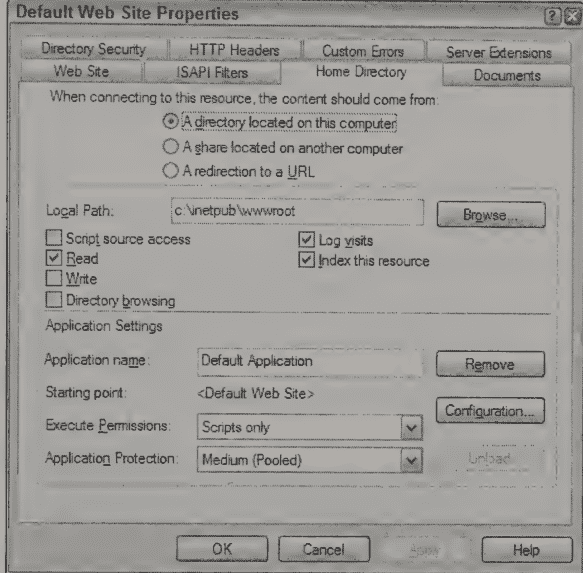 Default Web Site Properties
Directory Security HTTP Headers Custom Errors Server Extensions
Web Site ISAPI Filters Home Directory Documents
When connecting to this resource, the content should come from:
A directory located on this computer
A share located on another computer
A redirection to a URL
Local Path: c:\inetpub\wwwroot Browse...
Script source access Log visits
Read Index this resource
Write
Directory browsing
Application Settings
Application name: Default Application Remove
Starting point: <Default Web Site>
Configuration...
Execute Permissions: Scripts only
Application Protection: Medium (Pooled) Unload
OK Cancel Apply Help